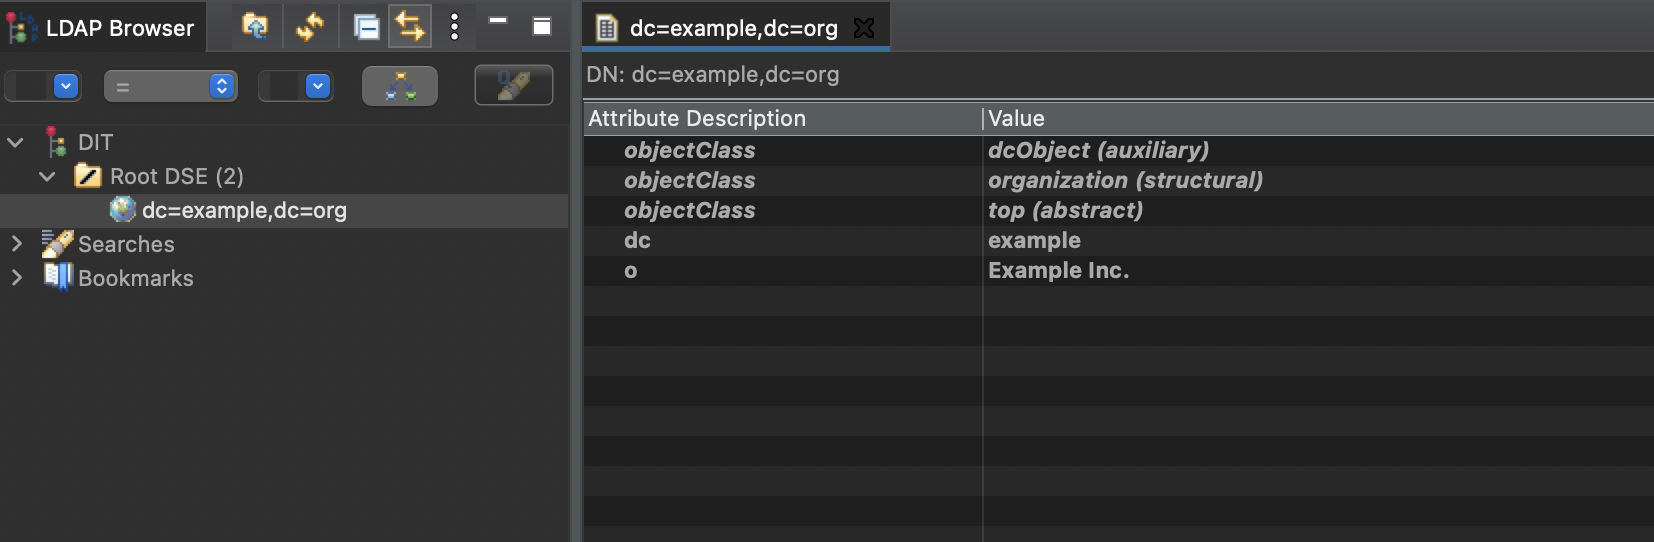 LDAP Browser
=
DIT
Root DSE (2)
dc=example,dc=org
Searches
Bookmarks
dc=example,dc=org
DN: dc=example,dc=org
Attribute Description Value
objectClass dcObject (auxiliary)
objectClass organization (structural)
objectClass top (abstract)
dc example
o Example Inc.